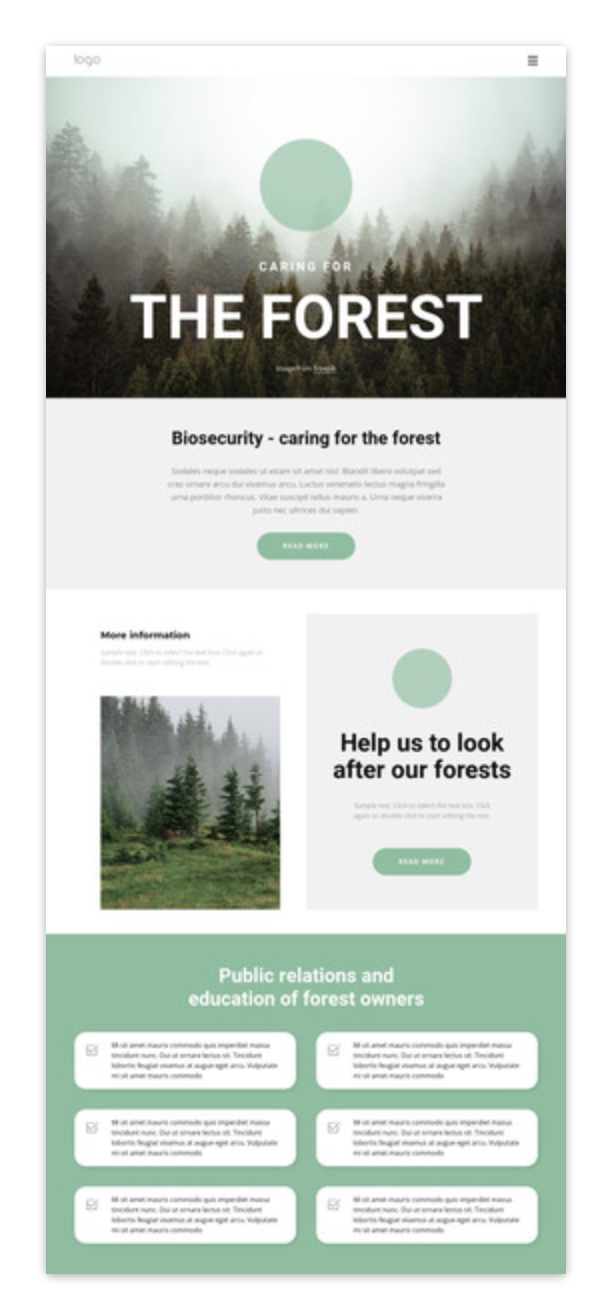 logo
CARING FOR
THE FOREST
Image from Freepik
Biosecurity - caring for the forest
Sodales neque sodales ut etiam sit amet nisl. Blandit libero volutpat sed
cras ornare arcu dui vivamus arcu. Luctus venenatis lectus magna fringilla
urna porttitor rhoncus. Vitae suscipit tellus mauris a. Urna neque viverra
justo nec ultrices dui sapien.
READ MORE
More information
Sample text. Click to select the text box. Click again or
double click to start editing the text.
Help us to look
after our forests
Sample text. Click to select the text box. Click
again or double click to start editing the text.
READ MORE
Public relations and
education of forest owners
Mi sit amet mauris commodo quis imperdiet massa
tincidunt nunc. Dui ut ornare lectus sit. Tincidunt
lobortis feugiat vivamus at augue eget arcu. Vulputate
mi sit amet mauris commodo
Mi sit amet mauris commodo quis imperdiet massa
tincidunt nunc. Dui ut ornare lectus sit. Tincidunt
lobortis feugiat vivamus at augue eget arcu. Vulputate
mi sit amet mauris commodo
Mi sit amet mauris commodo quis imperdiet massa
tincidunt nunc. Dui ut ornare lectus sit. Tincidunt
lobortis feugiat vivamus at augue eget arcu. Vulputate
mi sit amet mauris commodo
Mi sit amet mauris commodo quis imperdiet massa
tincidunt nunc. Dui ut ornare lectus sit. Tincidunt
lobortis feugiat vivamus at augue eget arcu. Vulputate
mi sit amet mauris commodo
Mi sit amet mauris commodo quis imperdiet massa
tincidunt nunc. Dui ut ornare lectus sit. Tincidunt
lobortis feugiat vivamus at augue eget arcu. Vulputate
mi sit amet mauris commodo
Mi sit amet mauris commodo quis imperdiet massa
tincidunt nunc. Dui ut ornare lectus sit. Tincidunt
lobortis feugiat vivamus at augue eget arcu. Vulputate
mi sit amet mauris commodo